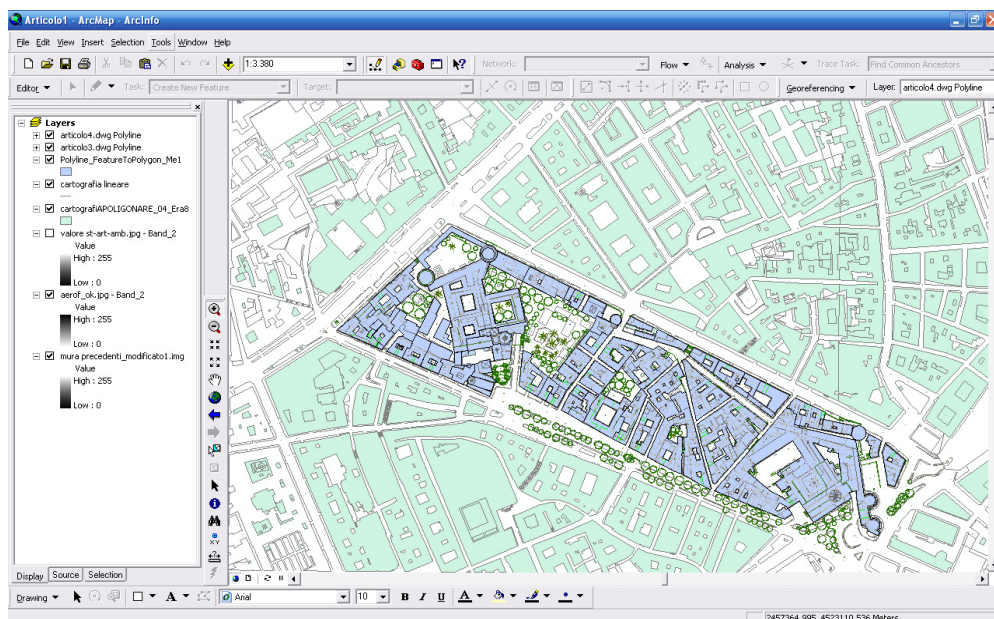 Articolo1 - ArcMap - ArcInfo
File Edit View Insert Selection Tools Window Help
1:3.380 Network: Flow Analysis Trace Task: Find Common Ancestors
Editor Task: Create New Feature Target: Georeferencing Layer: articolo4.dwg Polyline
Layers
articolo4.dwg Polyline
articolo3.dwg Polyline
Polyline_FeatureToPolygon_Me1
cartografia lineare
cartografiAPOLIGONARE_04_Era8
valore st-art-amb.jpg - Band_2
Value
High : 255
Low : 0
aerof_ok.jpg - Band_2
Value
High : 255
Low : 0
mura precedenti_modificato1.img
Value
High : 255
Low : 0
Display Source Selection
Drawing A Arial 10 B I U A
2457364,995 4523110,536 Meters